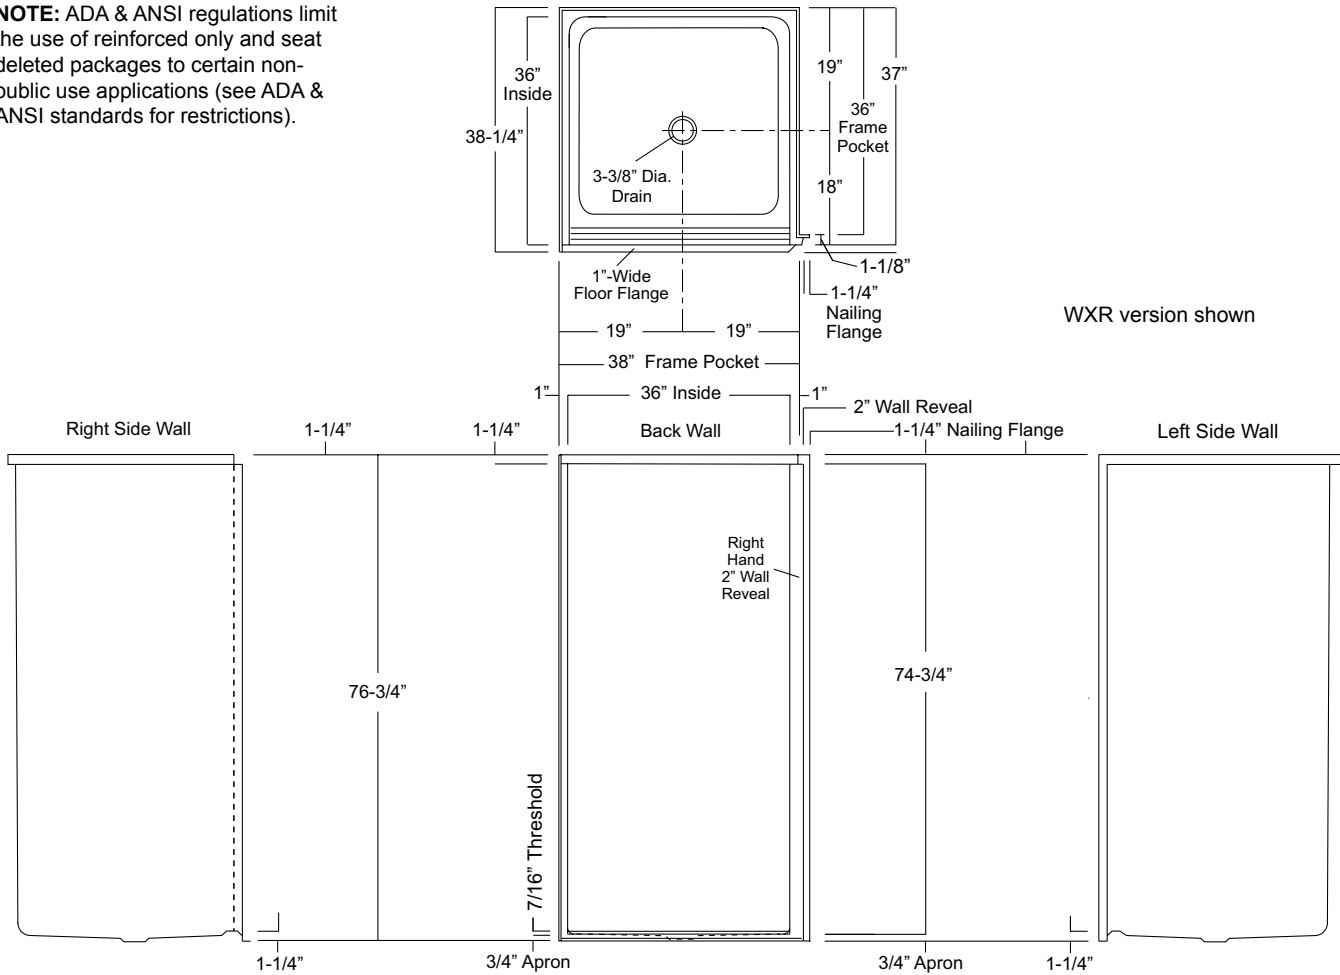 NOTE: ADA & ANSI regulations limit
the use of reinforced only and seat
deleted packages to certain non-
public use applications (see ADA &
ANSI standards for restrictions).
36”
Inside
38-1/4”
3-3/8” Dia.
Drain
19”
37”
36”
Frame
Pocket
18”
1-1/8”
1”-Wide
Floor Flange
1-1/4”
Nailing
Flange
WXR version shown
19” 19”
38” Frame Pocket
1” 36” Inside 1”
2” Wall Reveal
Right Side Wall 1-1/4” 1-1/4” Back Wall 1-1/4” Nailing Flange Left Side Wall
Right
Hand
2” Wall
Reveal
76-3/4”
74-3/4”
7/16” Threshold
1-1/4” 3/4” Apron 3/4” Apron 1-1/4”